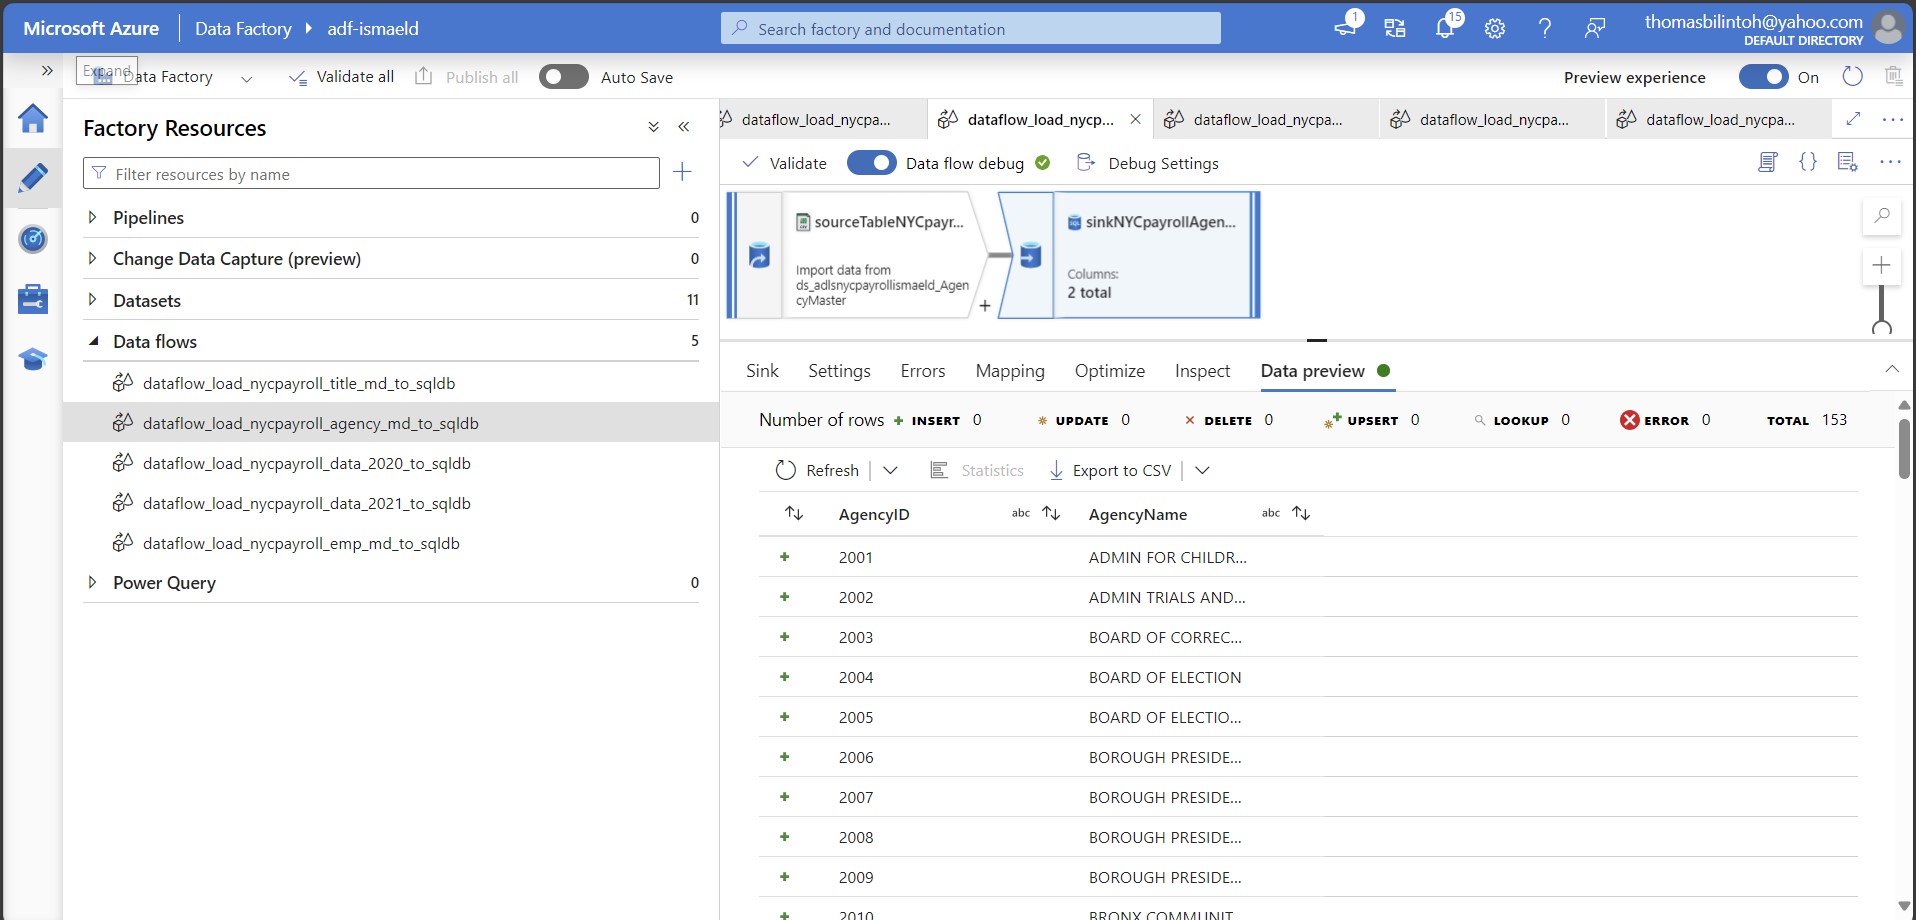 Microsoft Azure
Data Factory
adf-ismaeld
Search factory and documentation
1
15
thomasbilintoh@yahoo.com
DEFAULT DIRECTORY
Expand
Data Factory
Validate all
Publish all
Auto Save
Preview experience
On
Factory Resources
Filter resources by name
Pipelines 0
Change Data Capture (preview) 0
Datasets 11
Data flows 5
dataflow_load_nycpayroll_title_md_to_sqldb
dataflow_load_nycpayroll_agency_md_to_sqldb
dataflow_load_nycpayroll_data_2020_to_sqldb
dataflow_load_nycpayroll_data_2021_to_sqldb
dataflow_load_nycpayroll_emp_md_to_sqldb
Power Query 0
dataflow_load_nycpa...
dataflow_load_nycp...
dataflow_load_nycpa...
dataflow_load_nycpa...
dataflow_load_nycpa...
Validate
Data flow debug
Debug Settings
sourceTableNYCpayr...
Import data from
ds_adlsnycpayrollismaeld_Agen
cyMaster
sinkNYCpayrollAgen...
Columns:
2 total
Sink Settings Errors Mapping Optimize Inspect Data preview
Number of rows INSERT 0 UPDATE 0 DELETE 0 UPSERT 0 LOOKUP 0 ERROR 0 TOTAL 153
Refresh Statistics Export to CSV
AgencyID abc AgencyName abc
2001 ADMIN FOR CHILDR...
2002 ADMIN TRIALS AND...
2003 BOARD OF CORREC...
2004 BOARD OF ELECTION
2005 BOARD OF ELECTIO...
2006 BOROUGH PRESIDE...
2007 BOROUGH PRESIDE...
2008 BOROUGH PRESIDE...
2009 BOROUGH PRESIDE...
2010 BRONX COMMUNIT